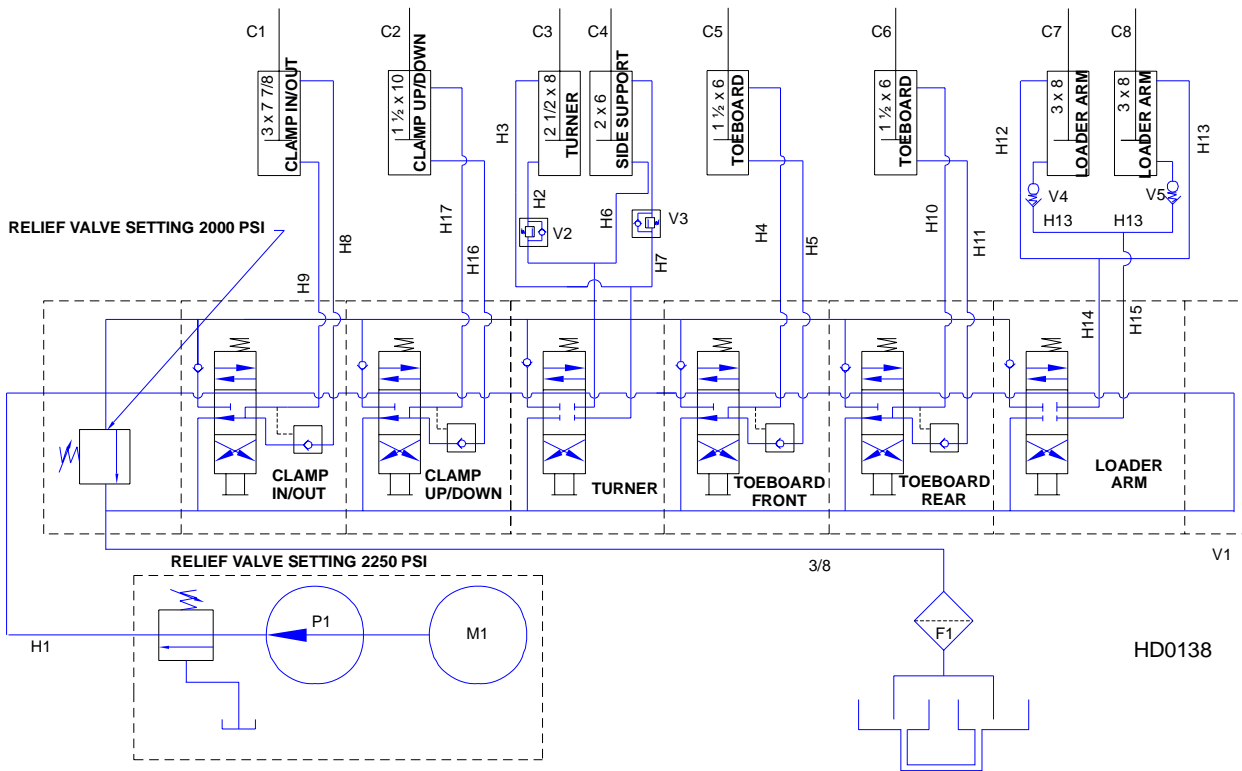 C1
C2
C3
C4
C5
C6
C7
C8
3 x 7 7/8
CLAMP IN/OUT
1 ½ x 10
CLAMP UP/DOWN
2 1/2 x 8
TURNER
2 x 6
SIDE SUPPORT
1 ½ x 6
TOEBOARD
1 ½ x 6
TOEBOARD
3 x 8
LOADER ARM
3 x 8
LOADER ARM
H3
H12
H13
H2
H6
V2
V3
V4
V5
H13
H13
RELIEF VALVE SETTING 2000 PSI
H8
H9
H17
H16
H7
H4
H5
H10
H11
H14
H15
CLAMP
IN/OUT
CLAMP
UP/DOWN
TURNER
TOEBOARD
FRONT
TOEBOARD
REAR
LOADER
ARM
V1
RELIEF VALVE SETTING 2250 PSI
3/8
H1
P1
M1
F1
HD0138